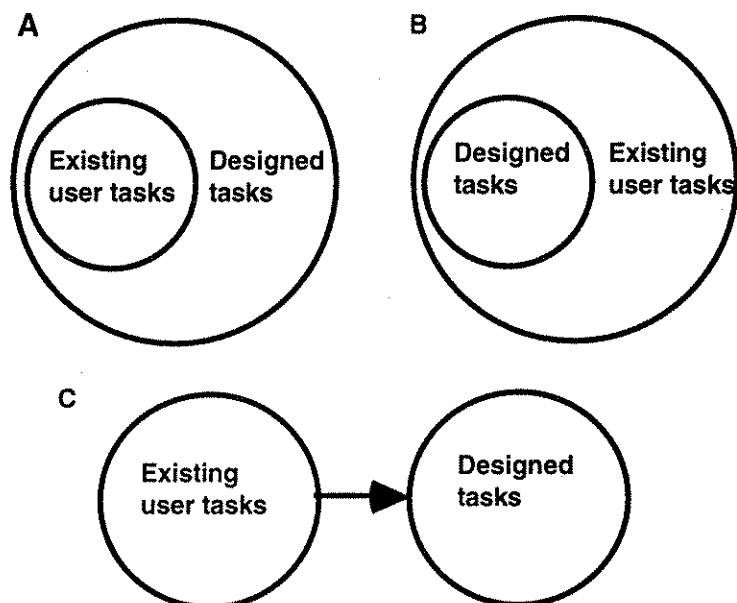 A
Existing
user tasks
Designed
tasks
B
Designed
tasks
Existing
user tasks
C
Existing
user tasks
Designed
tasks